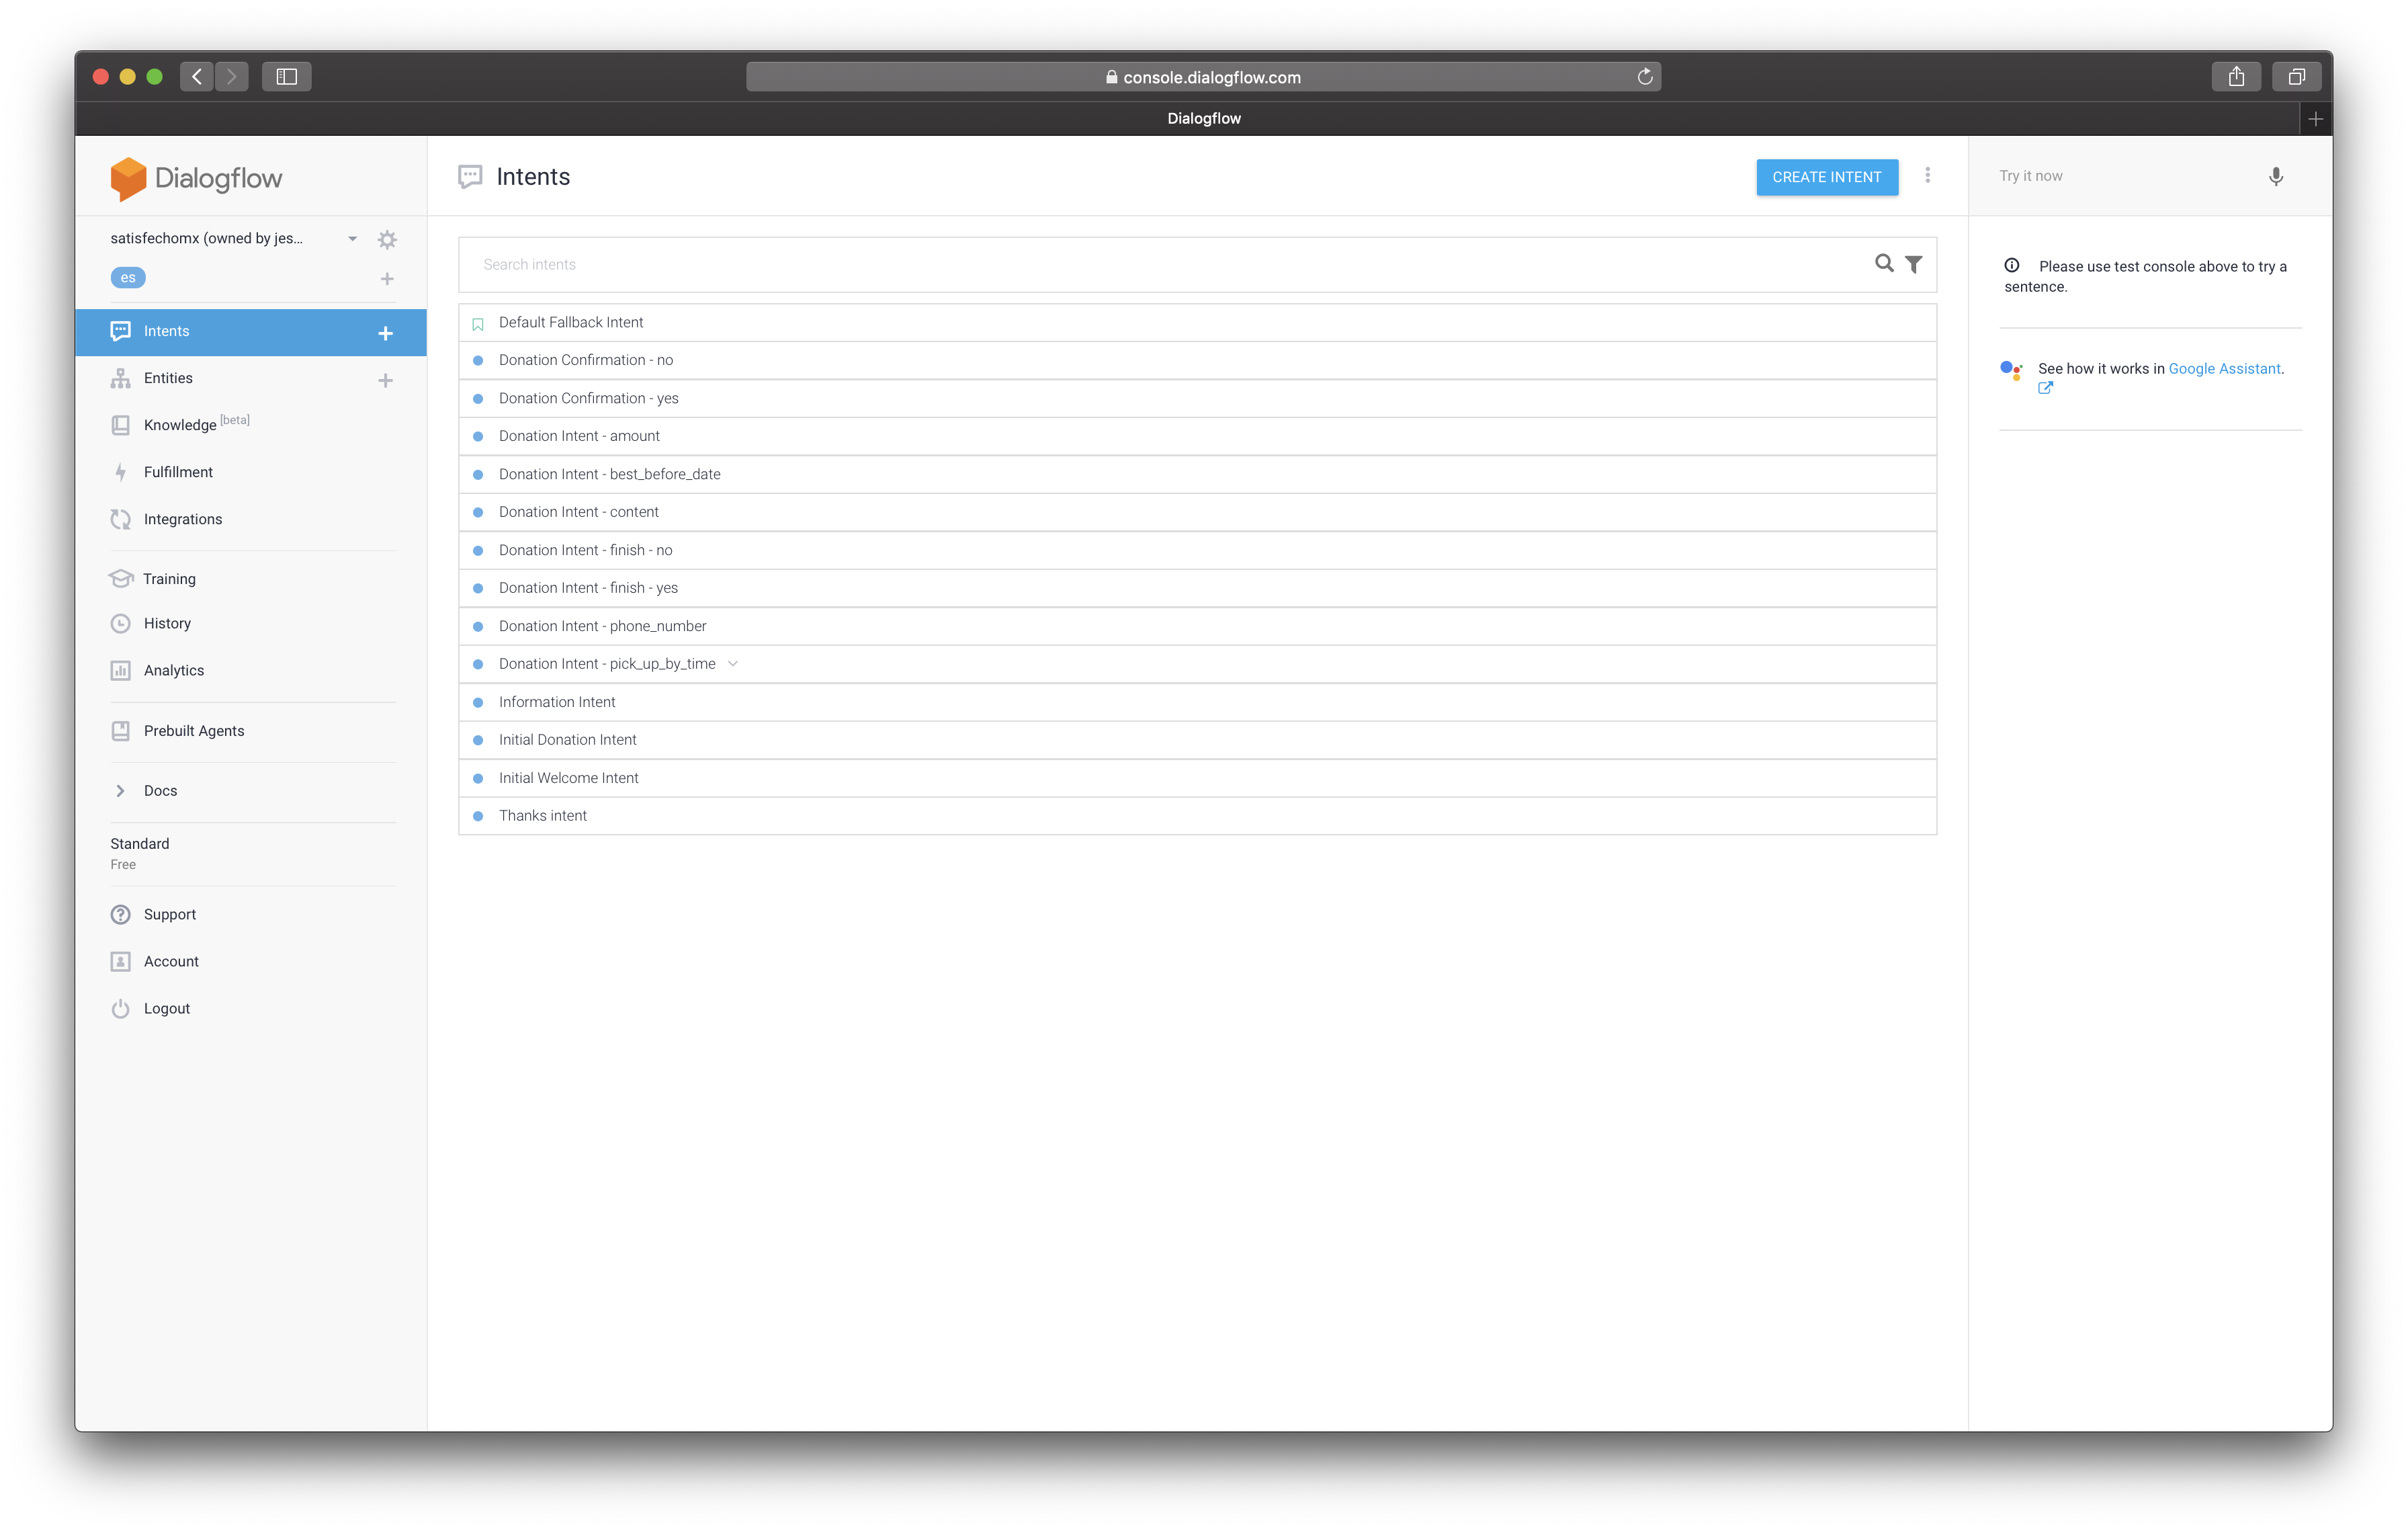 console.dialogflow.com
Dialogflow
Dialogflow
satisfechomx (owned by jes...
es
Intents
Entities
Knowledge [beta]
Fulfillment
Integrations
Training
History
Analytics
Prebuilt Agents
Docs
Standard
Free
Support
Account
Logout
Intents
CREATE INTENT
Search intents
Default Fallback Intent
Donation Confirmation - no
Donation Confirmation - yes
Donation Intent - amount
Donation Intent - best_before_date
Donation Intent - content
Donation Intent - finish - no
Donation Intent - finish - yes
Donation Intent - phone_number
Donation Intent - pick_up_by_time
Information Intent
Initial Donation Intent
Initial Welcome Intent
Thanks intent
Try it now
Please use test console above to try a
sentence.
See how it works in Google Assistant.